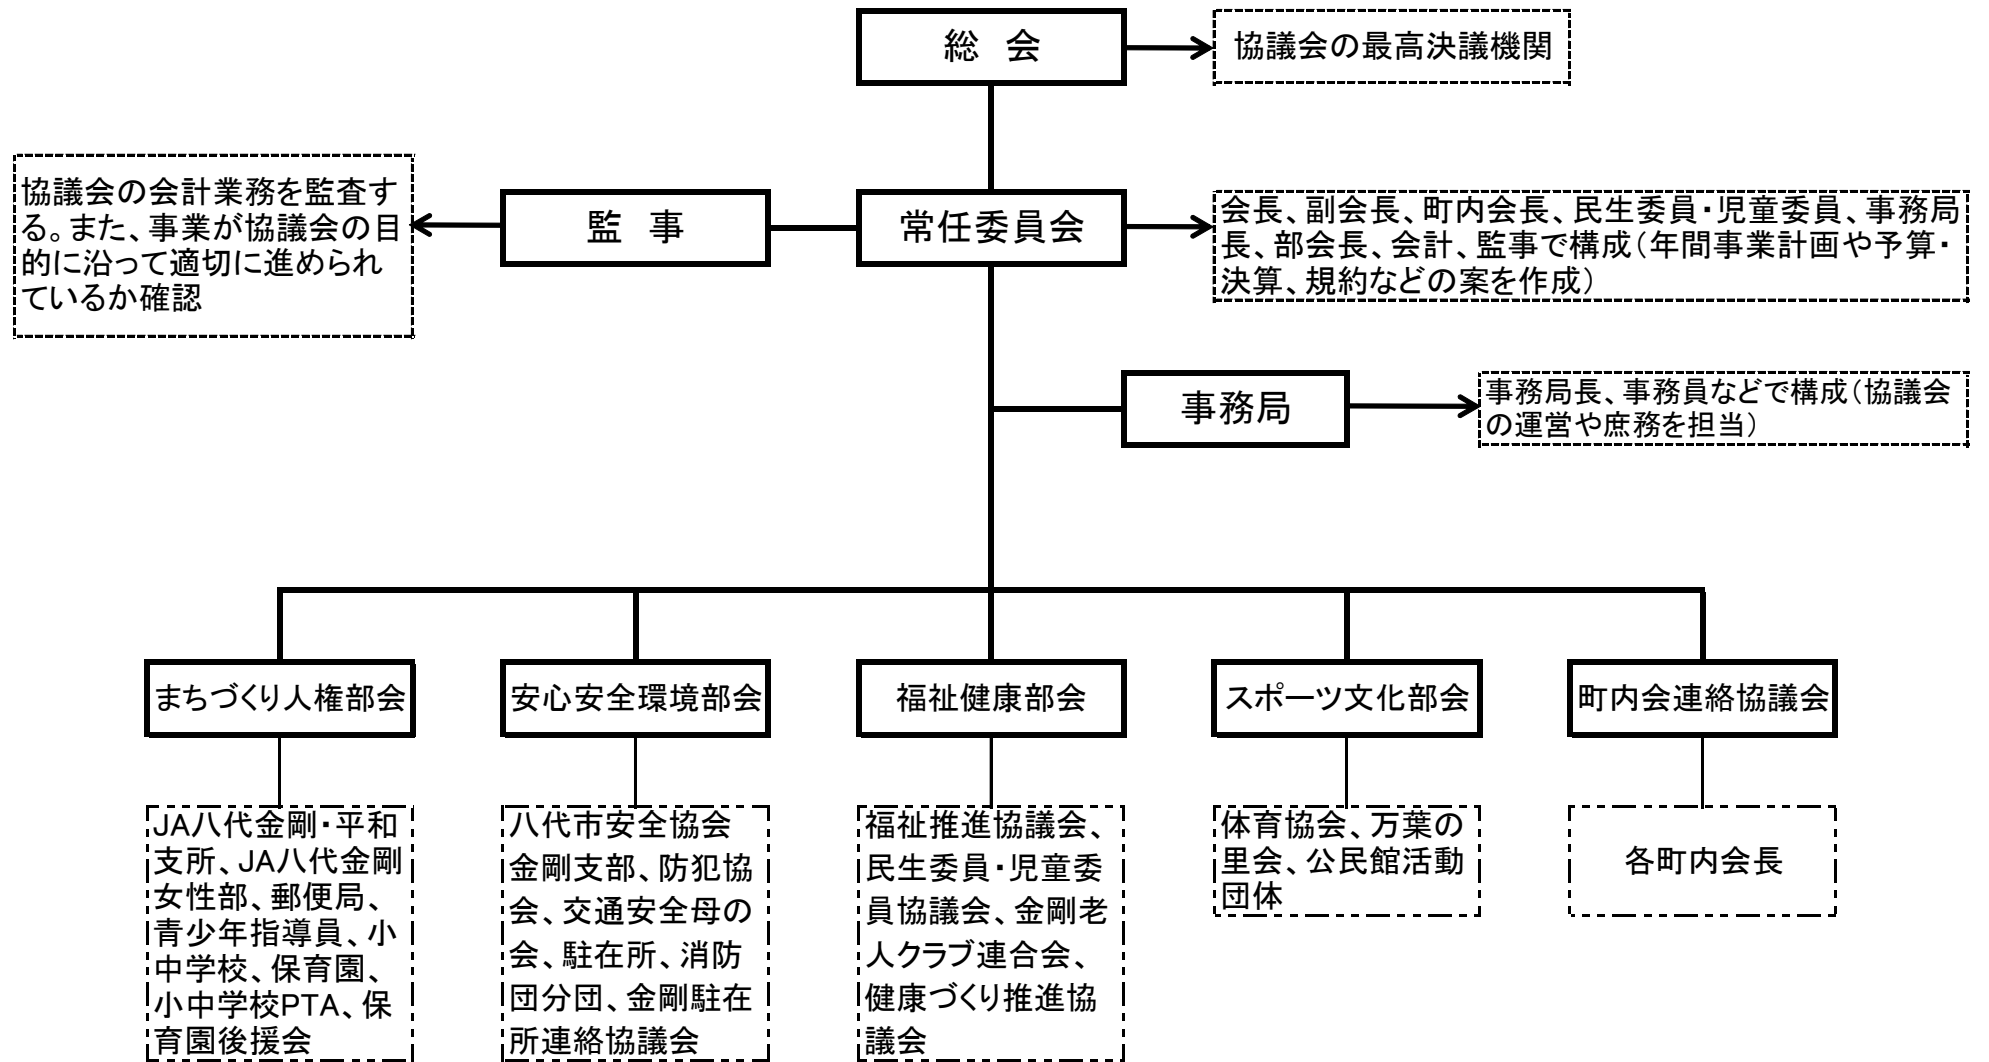 総　会
協議会の最高決議機関
協議会の会計業務を監査す
る。また、事業が協議会の目
的に沿って適切に進められ
ているか確認
監　事
常任委員会
会長、副会長、町内会長、民生委員・児童委員、事務局
長、部会長、会計、監事で構成（年間事業計画や予算・
決算、規約などの案を作成）
事務局
事務局長、事務員などで構成（協議会
の運営や庶務を担当）
まちづくり人権部会
安心安全環境部会
福祉健康部会
スポーツ文化部会
町内会連絡協議会
JA八代金剛・平和
支所、JA八代金剛
女性部、郵便局、
青少年指導員、小
中学校、保育園、
小中学校PTA、保
育園後援会
八代市安全協会
金剛支部、防犯協
会、交通安全母の
会、駐在所、消防
団分団、金剛駐在
所連絡協議会
福祉推進協議会、
民生委員・児童委
員協議会、金剛老
人クラブ連合会、
健康づくり推進協
議会
体育協会、万葉の
里会、公民館活動
団体
各町内会長